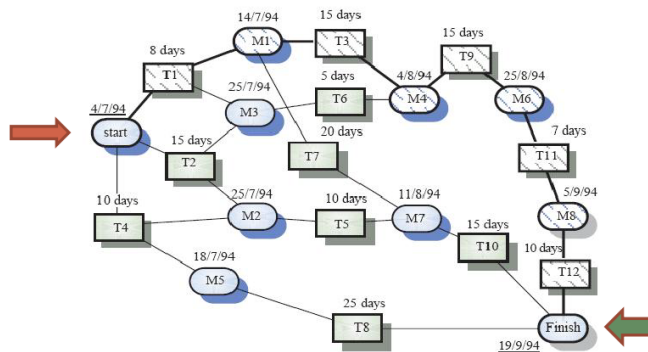 14/7/94
15 days
M1
T3
15 days
T9
8 days
T1
25/7/94
5 days
4/8/94
25/8/94
4/7/94
M3
T6
M4
M6
start
15 days
20 days
7 days
T2
T7
T11
10 days
25/7/94
10 days
11/8/94
5/9/94
T4
M2
T5
M7
15 days
M8
18/7/94
T10
10 days
M5
25 days
T12
T8
Finish
19/9/94